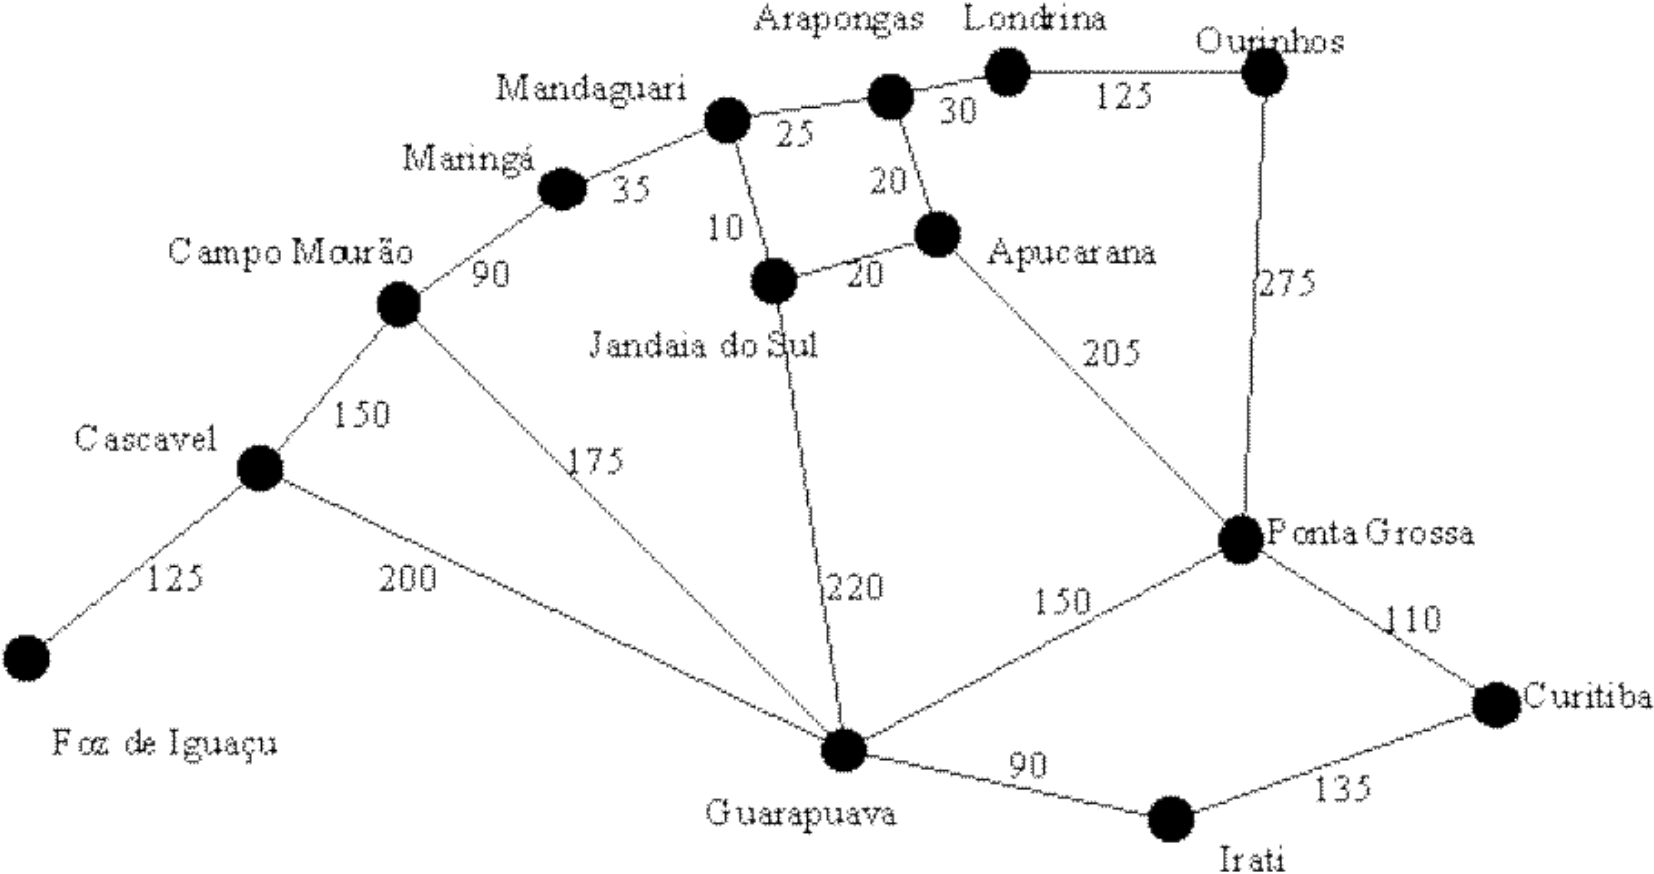 Arapongas
Londrina
Ourinhos
Mandaguari
125
30
25
Maringá
35
20
10
Campo Mourão
Apucarana
90
20
275
Jandaia do Sul
205
150
Cascavel
175
Ponta Grossa
125
200
220
150
110
Curitiba
Foz de Iguaçu
90
135
Guarapuava
Irati